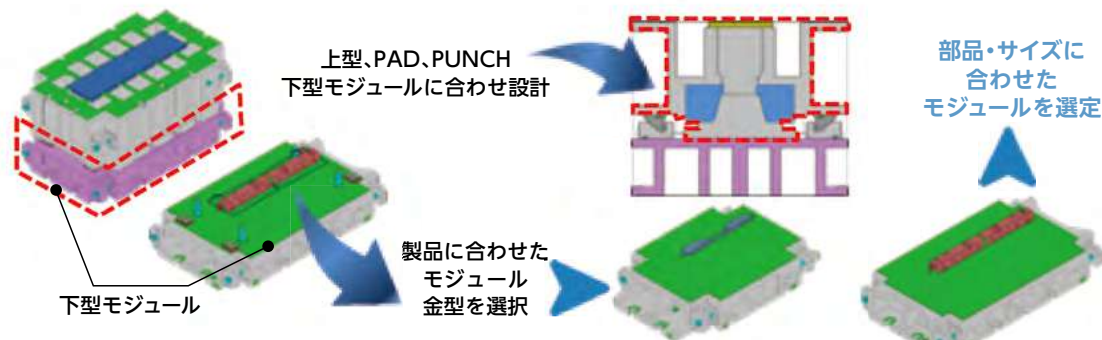 上型、PAD、PUNCH
下型モジュールに合わせ設計
部品・サイズに
合わせた
モジュールを選定
製品に合わせた
モジュール
金型を選択
下型モジュール